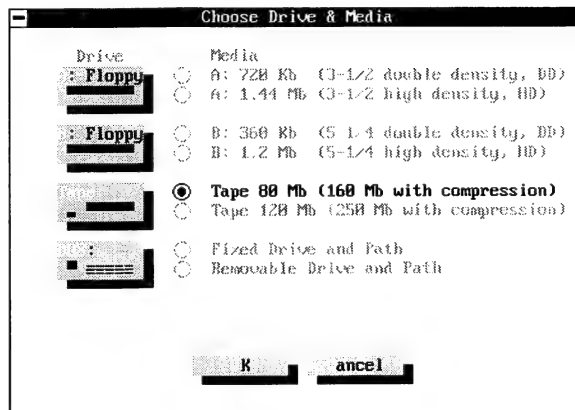 Choose Drive & Media
Drive Media
: Floppy A: 720 Kb (3-1/2 double density, DD)
A: 1.44 Mb (3-1/2 high density, HD)
: Floppy B: 360 Kb (5 1/4 double density, DD)
B: 1.2 Mb (5-1/4 high density, HD)
Tape 80 Mb (160 Mb with compression)
Tape 120 Mb (250 Mb with compression)
: Fixed Drive and Path
Removable Drive and Path
K ancel